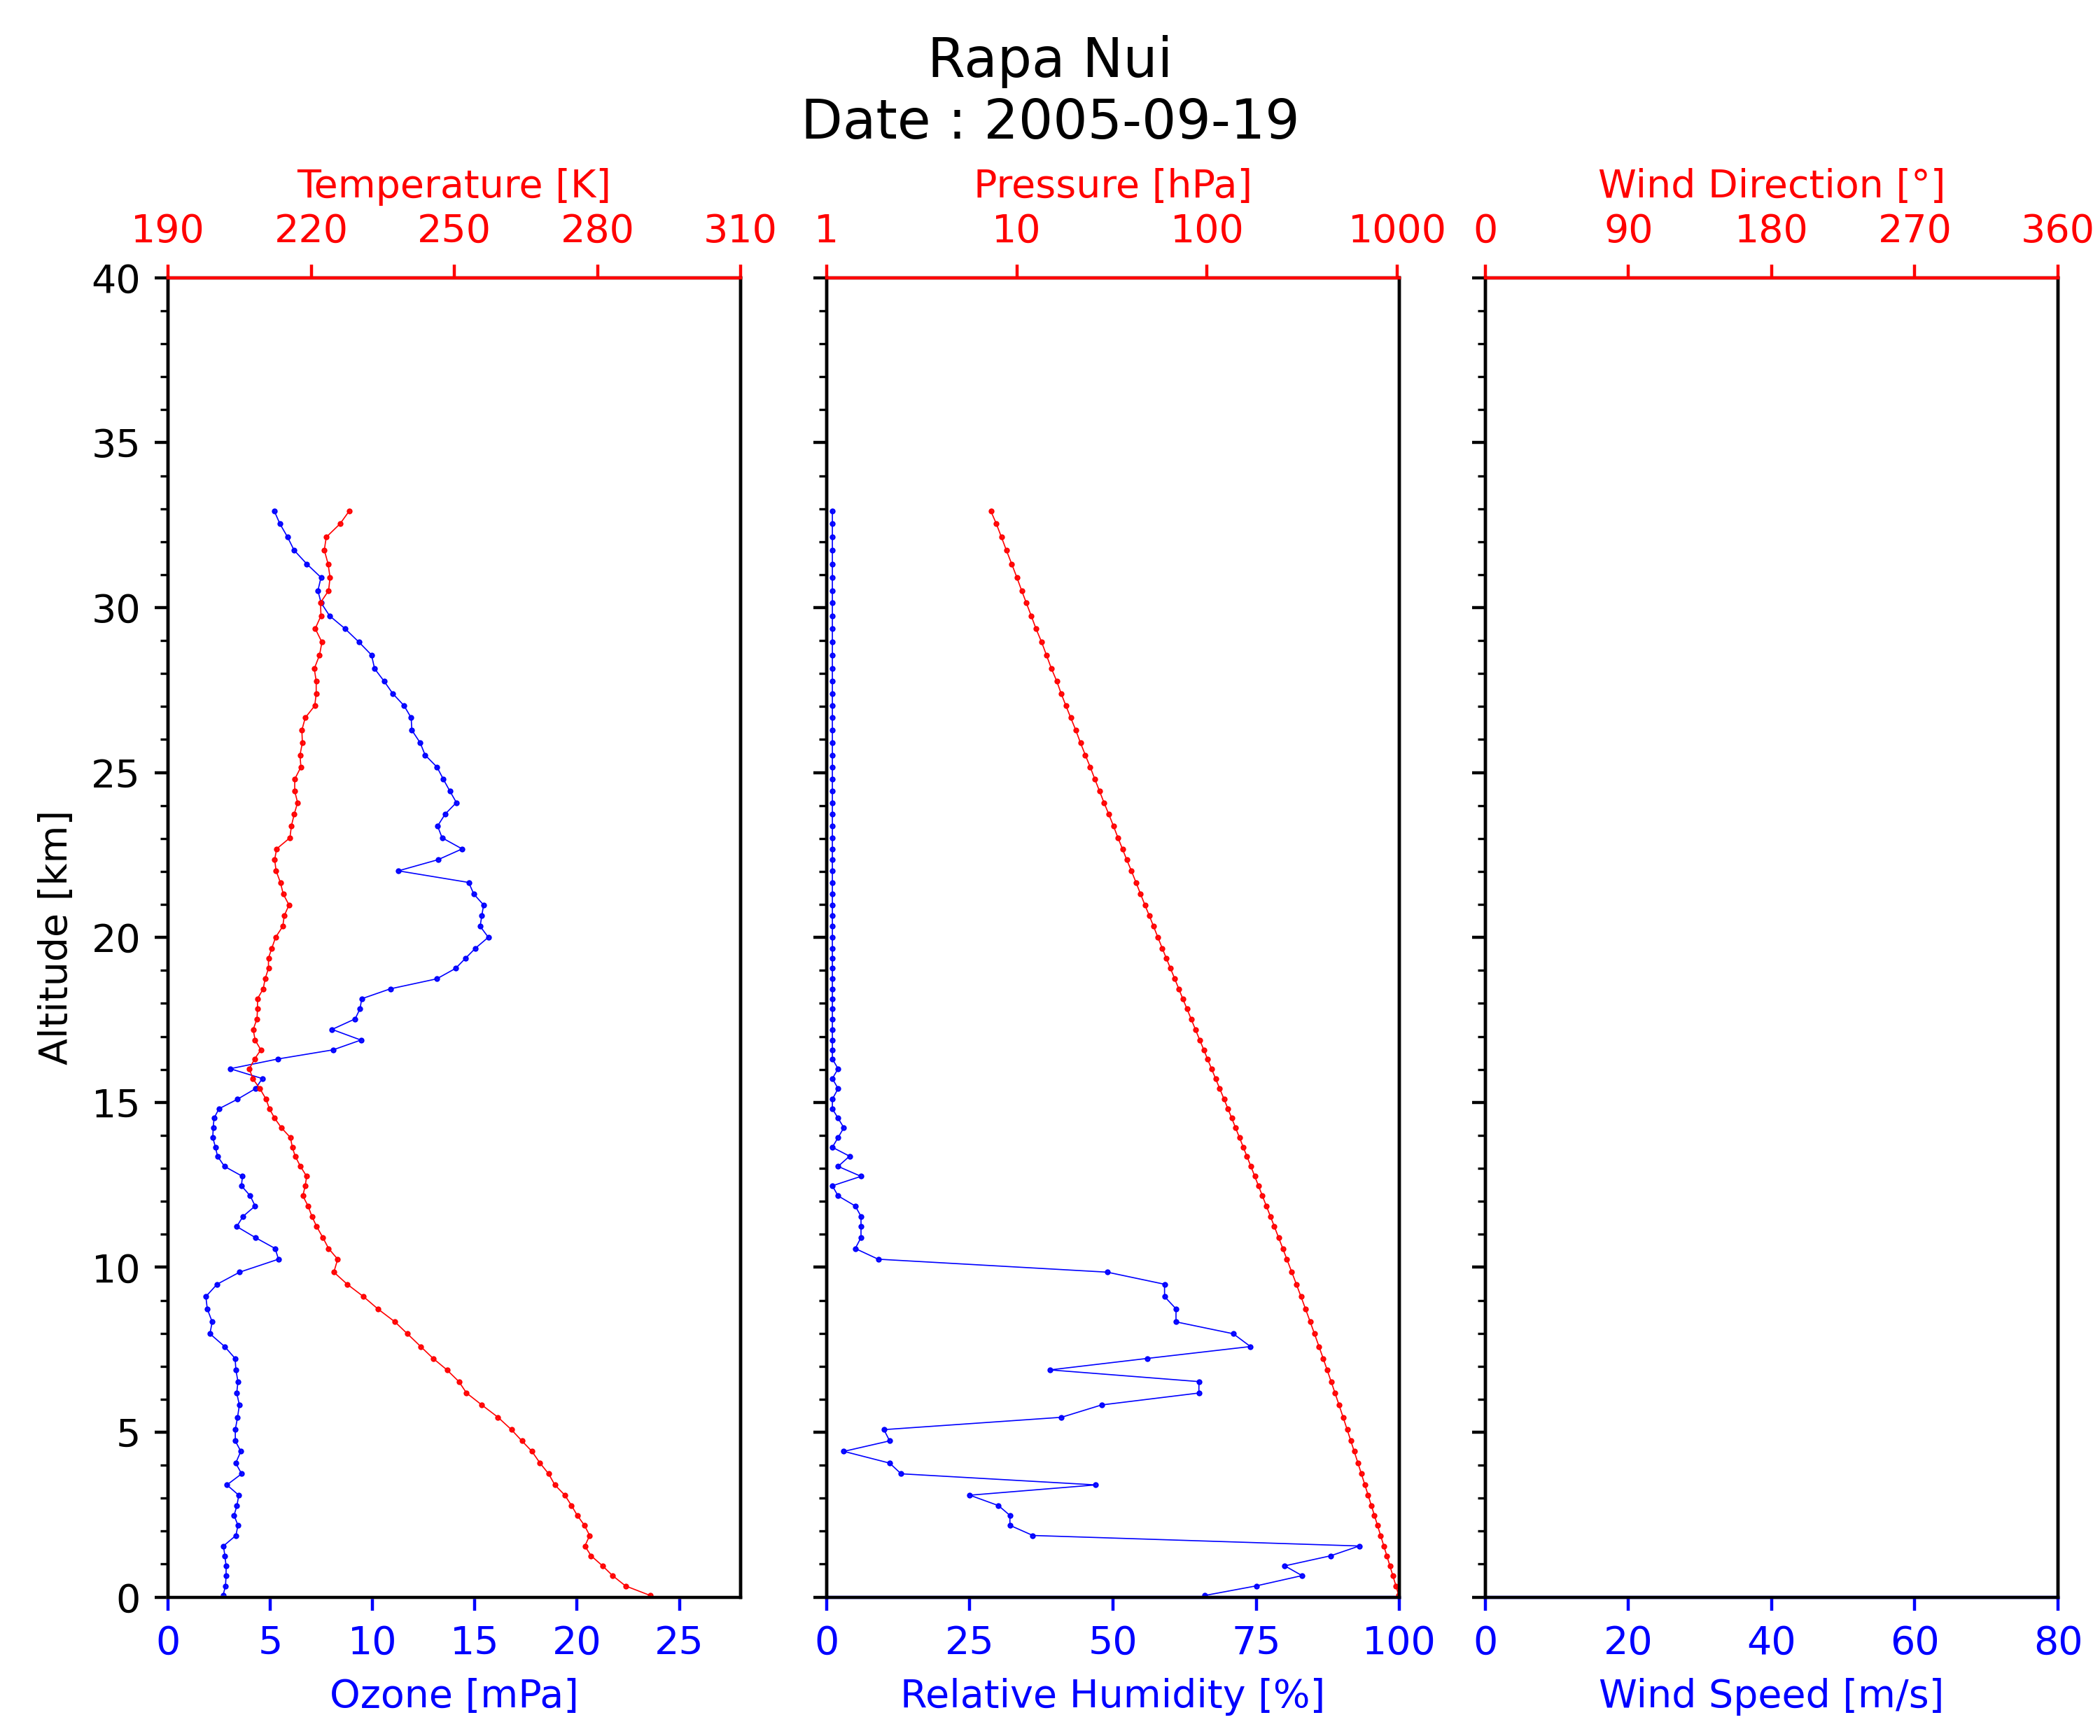 Rapa Nui
Date : 2005-09-19
Temperature [K]
190 220 250 280 310
Pressure [hPa]
1 10 100 1000
Wind Direction [°]
0 90 180 270 360
Altitude [km]
40
35
30
25
20
15
10
5
0
0 5 10 15 20 25
Ozone [mPa]
0 25 50 75 100
Relative Humidity [%]
0 20 40 60 80
Wind Speed [m/s]